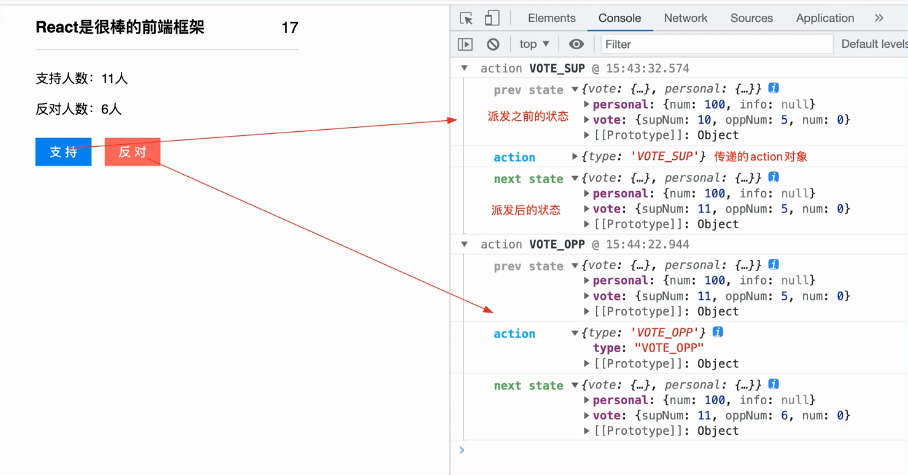 React是很棒的前端框架 17
支持人数：11人
反对人数：6人
支 持 反 对
Elements Console Network Sources Application »
top ▼ Filter Default levels
▼ action VOTE_SUP @ 15:43:32.574
prev state ▼{vote: {…}, personal: {…}} i
▶personal: {num: 100, info: null}
派发之前的状态
▶vote: {supNum: 10, oppNum: 5, num: 0}
▶[[Prototype]]: Object
action ▶{type: 'VOTE_SUP'} 传递的action对象
next state ▼{vote: {…}, personal: {…}} i
▶personal: {num: 100, info: null}
派发后的状态
▶vote: {supNum: 11, oppNum: 5, num: 0}
▶[[Prototype]]: Object
▼ action VOTE_OPP @ 15:44:22.944
prev state ▼{vote: {…}, personal: {…}} i
▶personal: {num: 100, info: null}
▶vote: {supNum: 11, oppNum: 5, num: 0}
▶[[Prototype]]: Object
action ▼{type: 'VOTE_OPP'} i
type: "VOTE_OPP"
▶[[Prototype]]: Object
next state ▼{vote: {…}, personal: {…}} i
▶personal: {num: 100, info: null}
▶vote: {supNum: 11, oppNum: 6, num: 0}
▶[[Prototype]]: Object
>